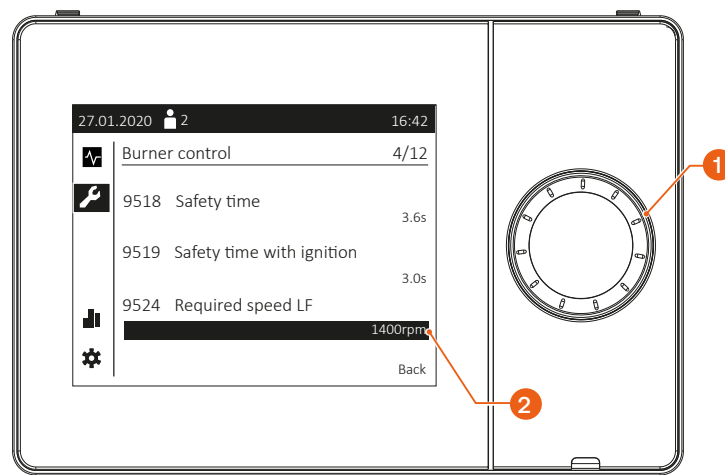 27.01.2020 2 16:42
Burner control 4/12
9518 Safety time
3.6s
9519 Safety time with ignition
3.0s
9524 Required speed LF
1400rpm
Back
1
2